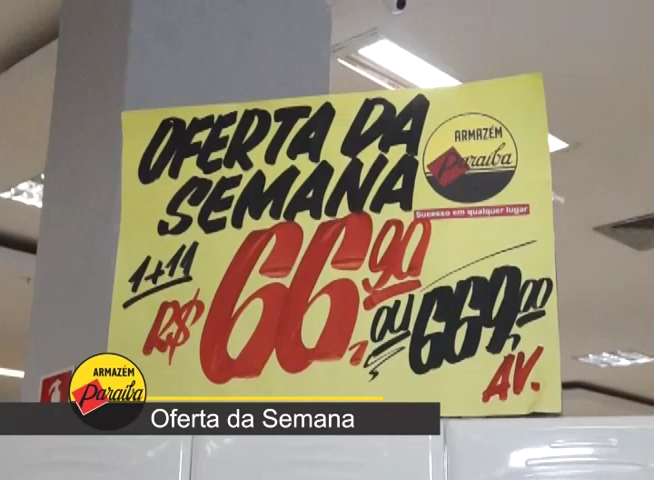 OFERTA DA
SEMANA
ARMAZÉM
Paraíba
Sucesso em qualquer lugar
1+11
R$ 66,90
ou 669,00
AV.
ARMAZÉM
Paraíba
Oferta da Semana